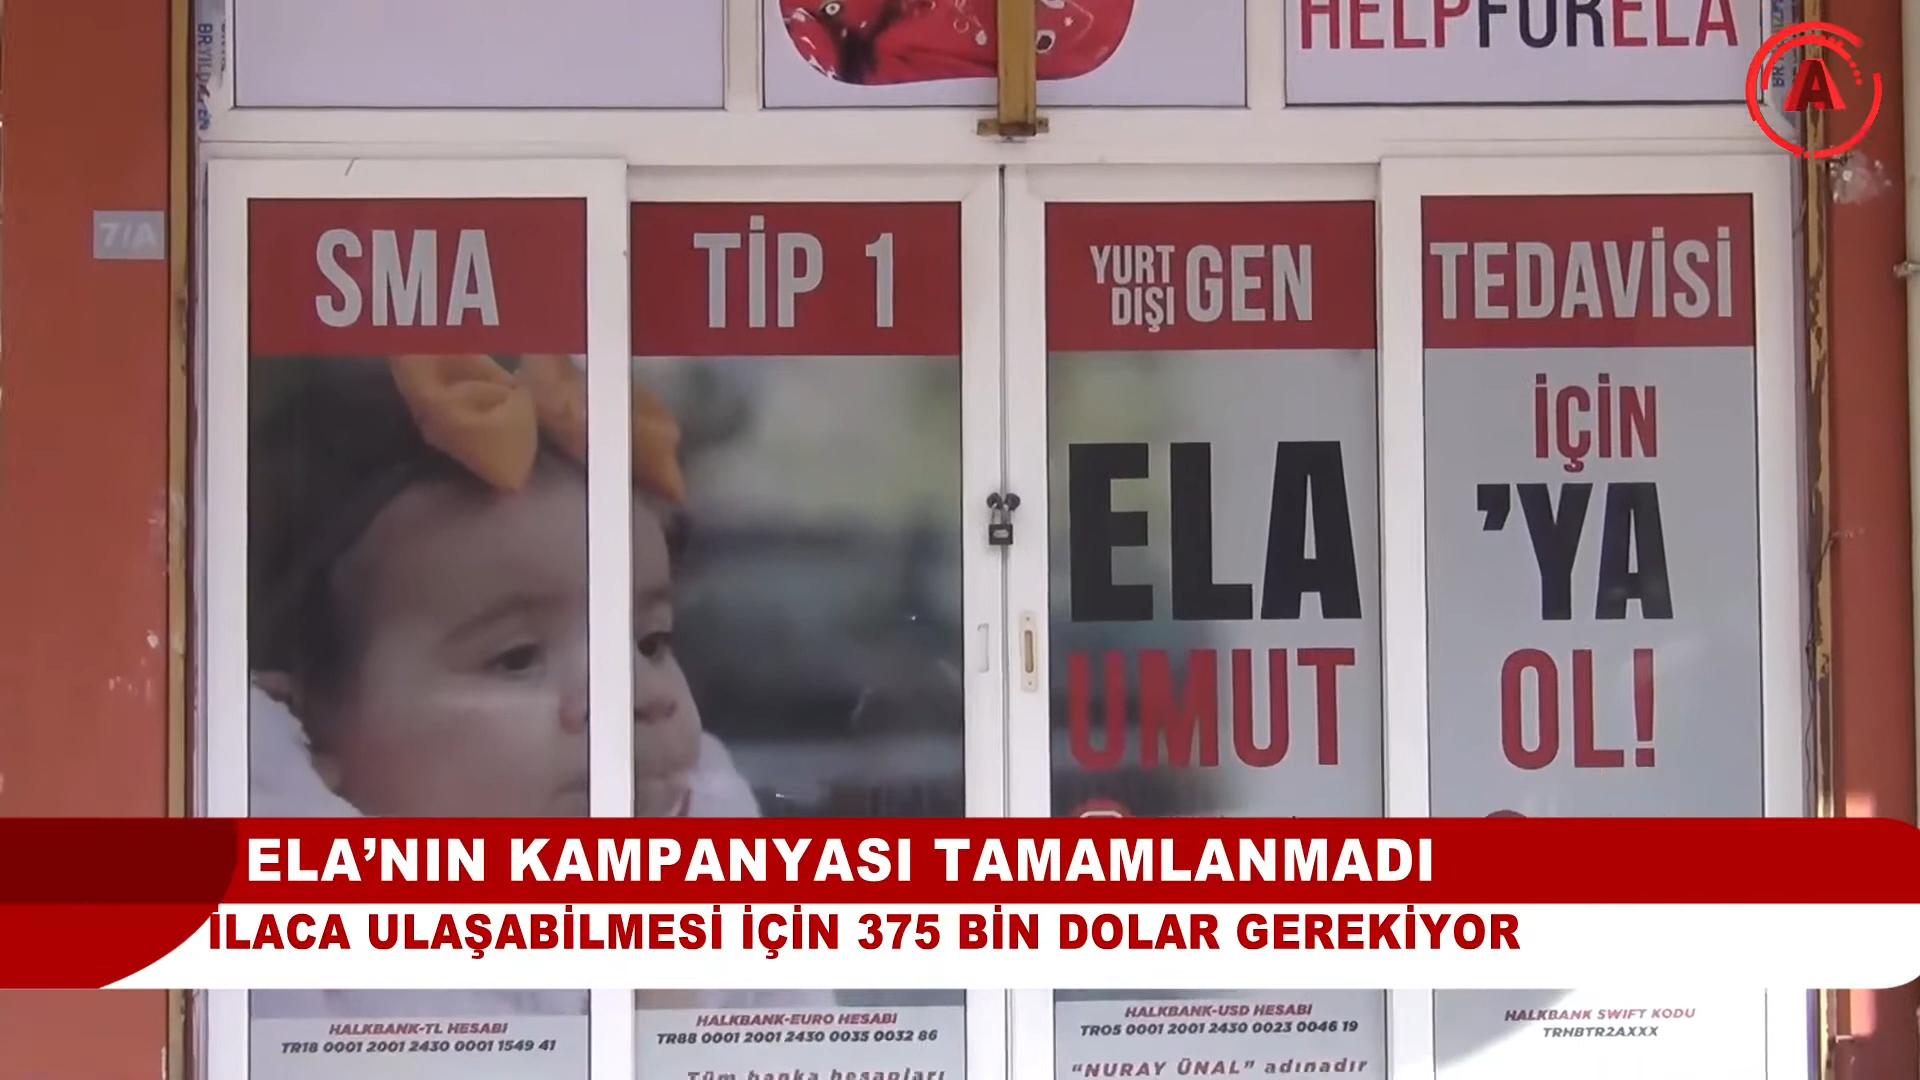 HELPFORELA
A
7/A
SMA
TİP 1
YURT DIŞI GEN
TEDAVİSİ
İÇİN
ELA 'YA
UMUT OL!
ELA’NIN KAMPANYASI TAMAMLANMADI
İLACA ULAŞABİLMESİ İÇİN 375 BİN DOLAR GEREKİYOR
HALKBANK-TL HESABI
TR18 0001 2001 2430 0001 1549 41
HALKBANK-EURO HESABI
TR88 0001 2001 2430 0035 0032 86
HALKBANK-USD HESABI
TR05 0001 2001 2430 0023 0046 19
HALKBANK SWIFT KODU
TRHBTR2AXXX
Tüm banka hesapları
"NURAY ÜNAL" adınadır